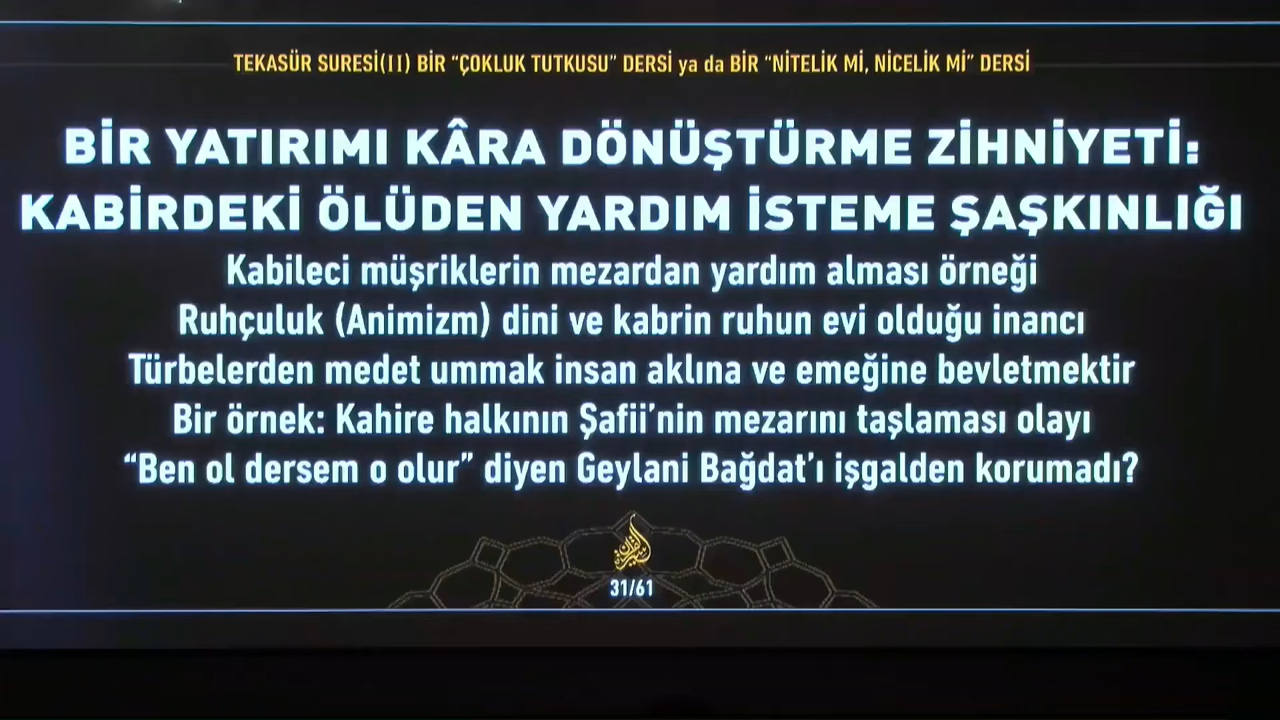 TEKASÜR SURESİ(II) BİR “ÇOKLUK TUTKUSU” DERSİ ya da BİR “NİTELİK Mİ, NİCELİK Mİ” DERSİ
BİR YATIRIMI KÂRA DÖNÜŞTÜRME ZİHNİYETİ:
KABİRDEKİ ÖLÜDEN YARDIM İSTEME ŞAŞKINLIĞI
Kabileci müşriklerin mezardan yardım alması örneği
Ruhçuluk (Animizm) dini ve kabrin ruhun evi olduğu inancı
Türbelerden medet ummak insan aklına ve emeğine bevletmektir
Bir örnek: Kahire halkının Şafii’nin mezarını taşlaması olayı
“Ben ol dersem o olur” diyen Geylani Bağdat’ı işgalden korumadı?
31/61